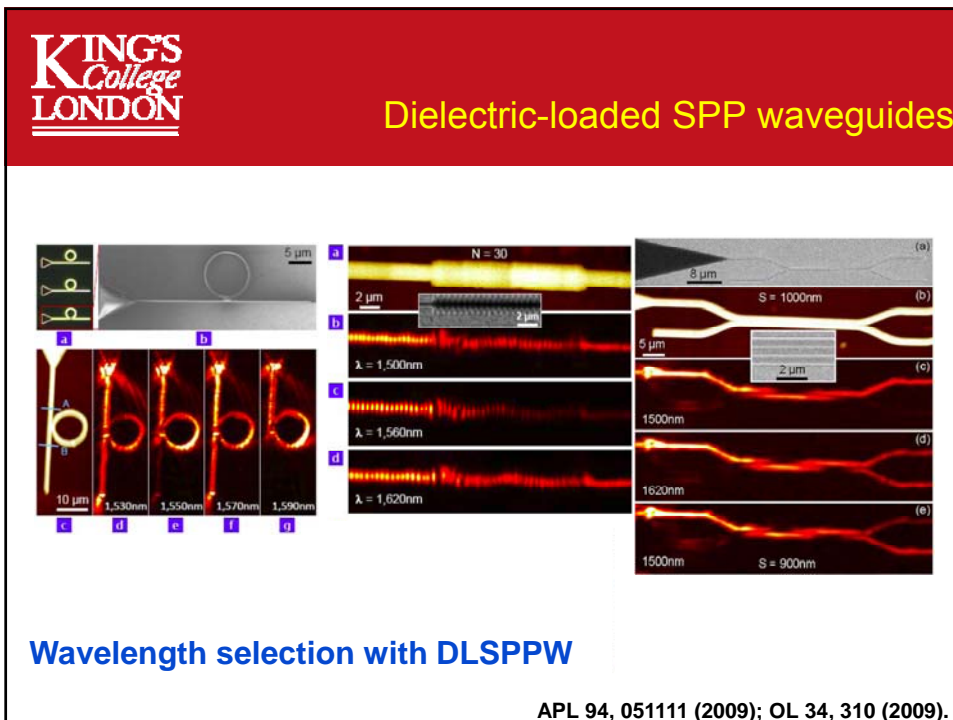 KING'S
College
LONDON
Dielectric-loaded SPP waveguides
5 µm
a
b
A
B
10 µm
1,530nm
1,550nm
1,570nm
1,590nm
c
d
e
f
g
a
N = 30
2 µm
2 µm
b
λ = 1,500nm
c
λ = 1,560nm
d
λ = 1,620nm
(a)
8 µm
(b)
S = 1000nm
5 µm
2 µm
(c)
1500nm
(d)
1620nm
(e)
1500nm
S = 900nm
Wavelength selection with DLSPPW
APL 94, 051111 (2009); OL 34, 310 (2009).